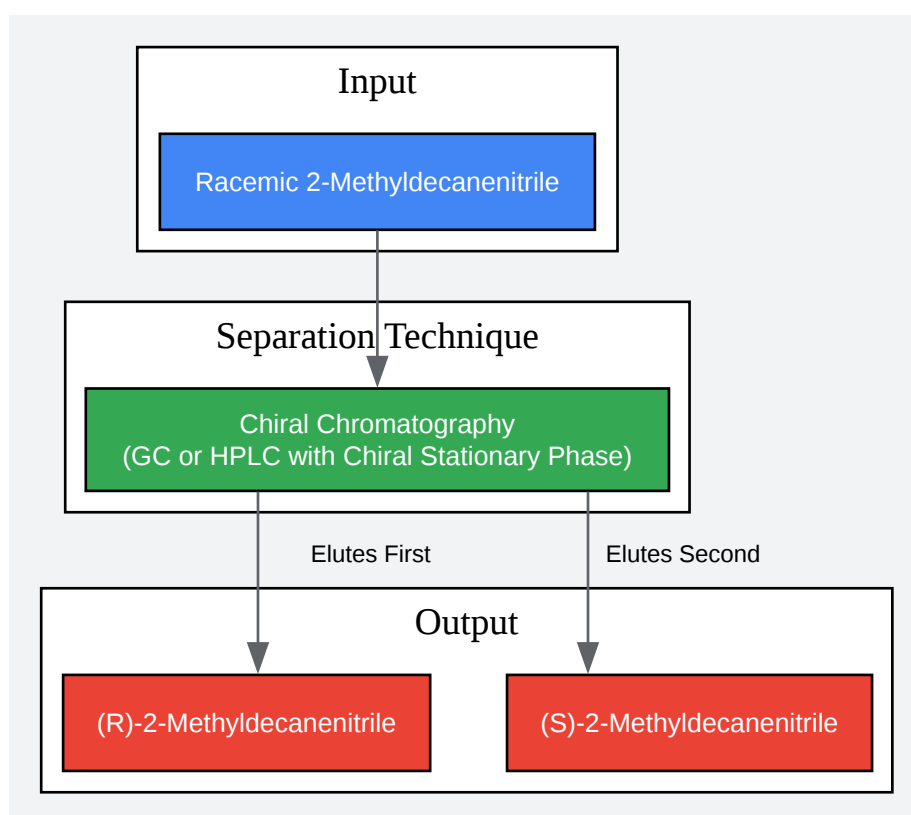 Input
Racemic 2-Methyldecanenitrile
Separation Technique
Chiral Chromatography
(GC or HPLC with Chiral Stationary Phase)
Elutes First
Elutes Second
Output
(R)-2-Methyldecanenitrile
(S)-2-Methyldecanenitrile